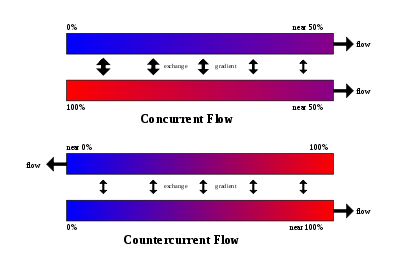 0% near 50%
flow
exchange gradient
flow
100% near 50%
Concurrent Flow
near 0% 100%
flow
exchange gradient
flow
0% near 100%
Countercurrent Flow